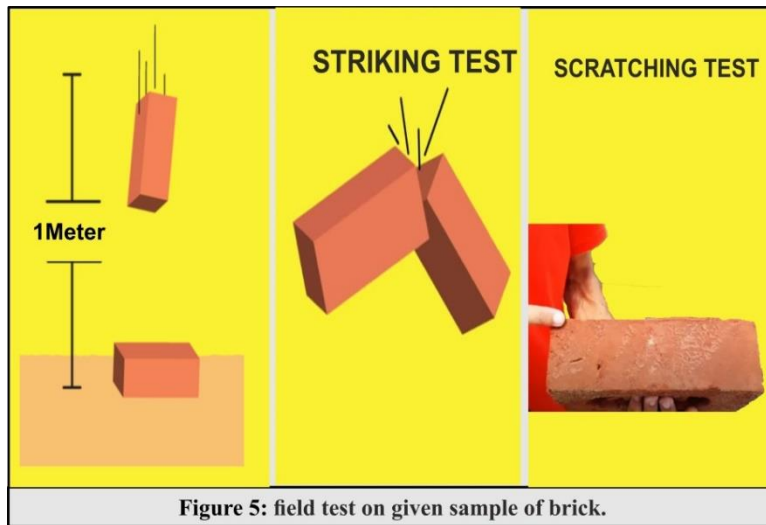 1Meter
STRIKING TEST
SCRATCHING TEST
Figure 5: field test on given sample of brick.